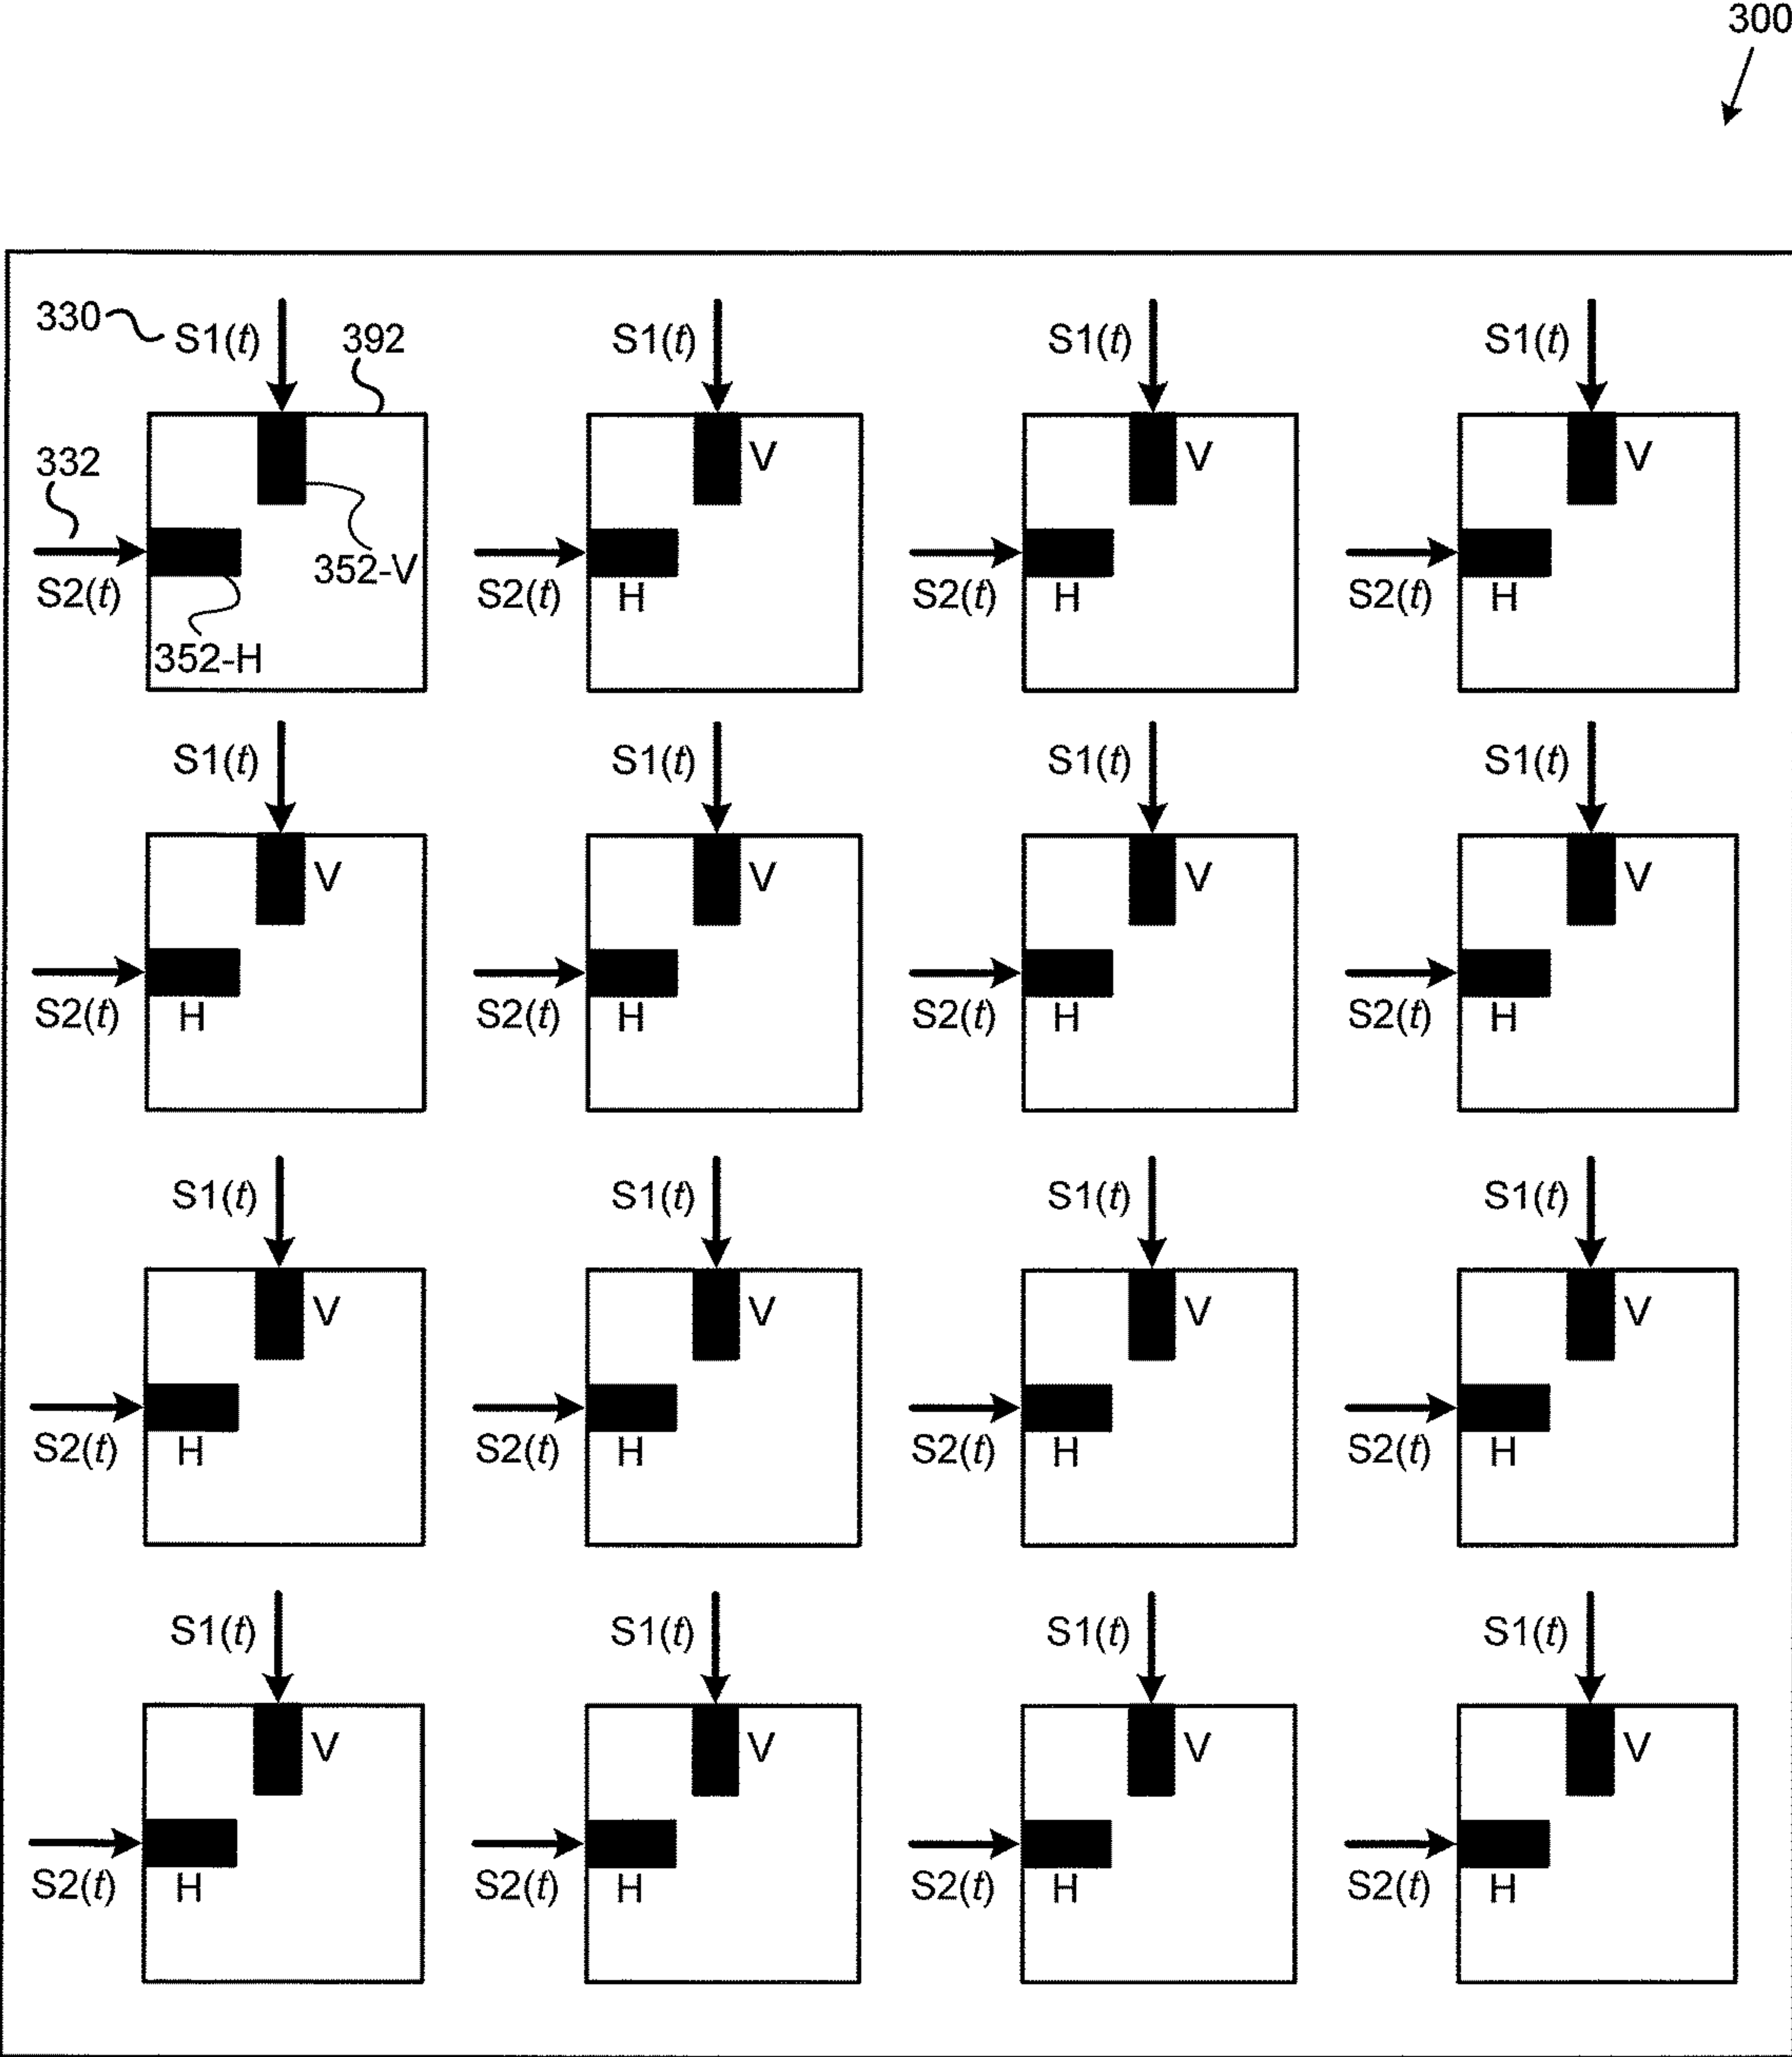 300
330 S1(t) 392 S1(t) S1(t) S1(t)
332 V V V
352-V
S2(t) S2(t) H S2(t) H S2(t) H
352-H
S1(t) S1(t) S1(t) S1(t)
V V V V
S2(t) H S2(t) H S2(t) H S2(t) H
S1(t) S1(t) S1(t) S1(t)
V V V V
S2(t) H S2(t) H S2(t) H S2(t) H
S1(t) S1(t) S1(t) S1(t)
V V V V
S2(t) H S2(t) H S2(t) H S2(t) H